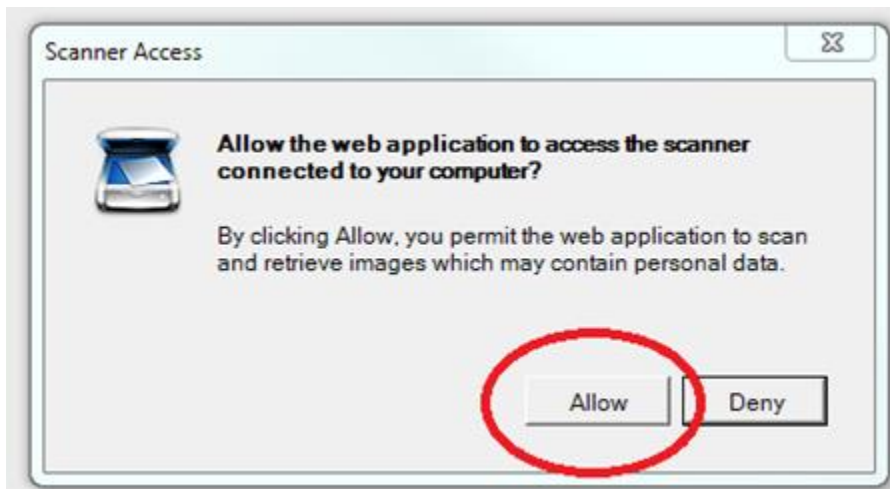 Scanner Access
Allow the web application to access the scanner
connected to your computer?
By clicking Allow, you permit the web application to scan
and retrieve images which may contain personal data.
Allow
Deny